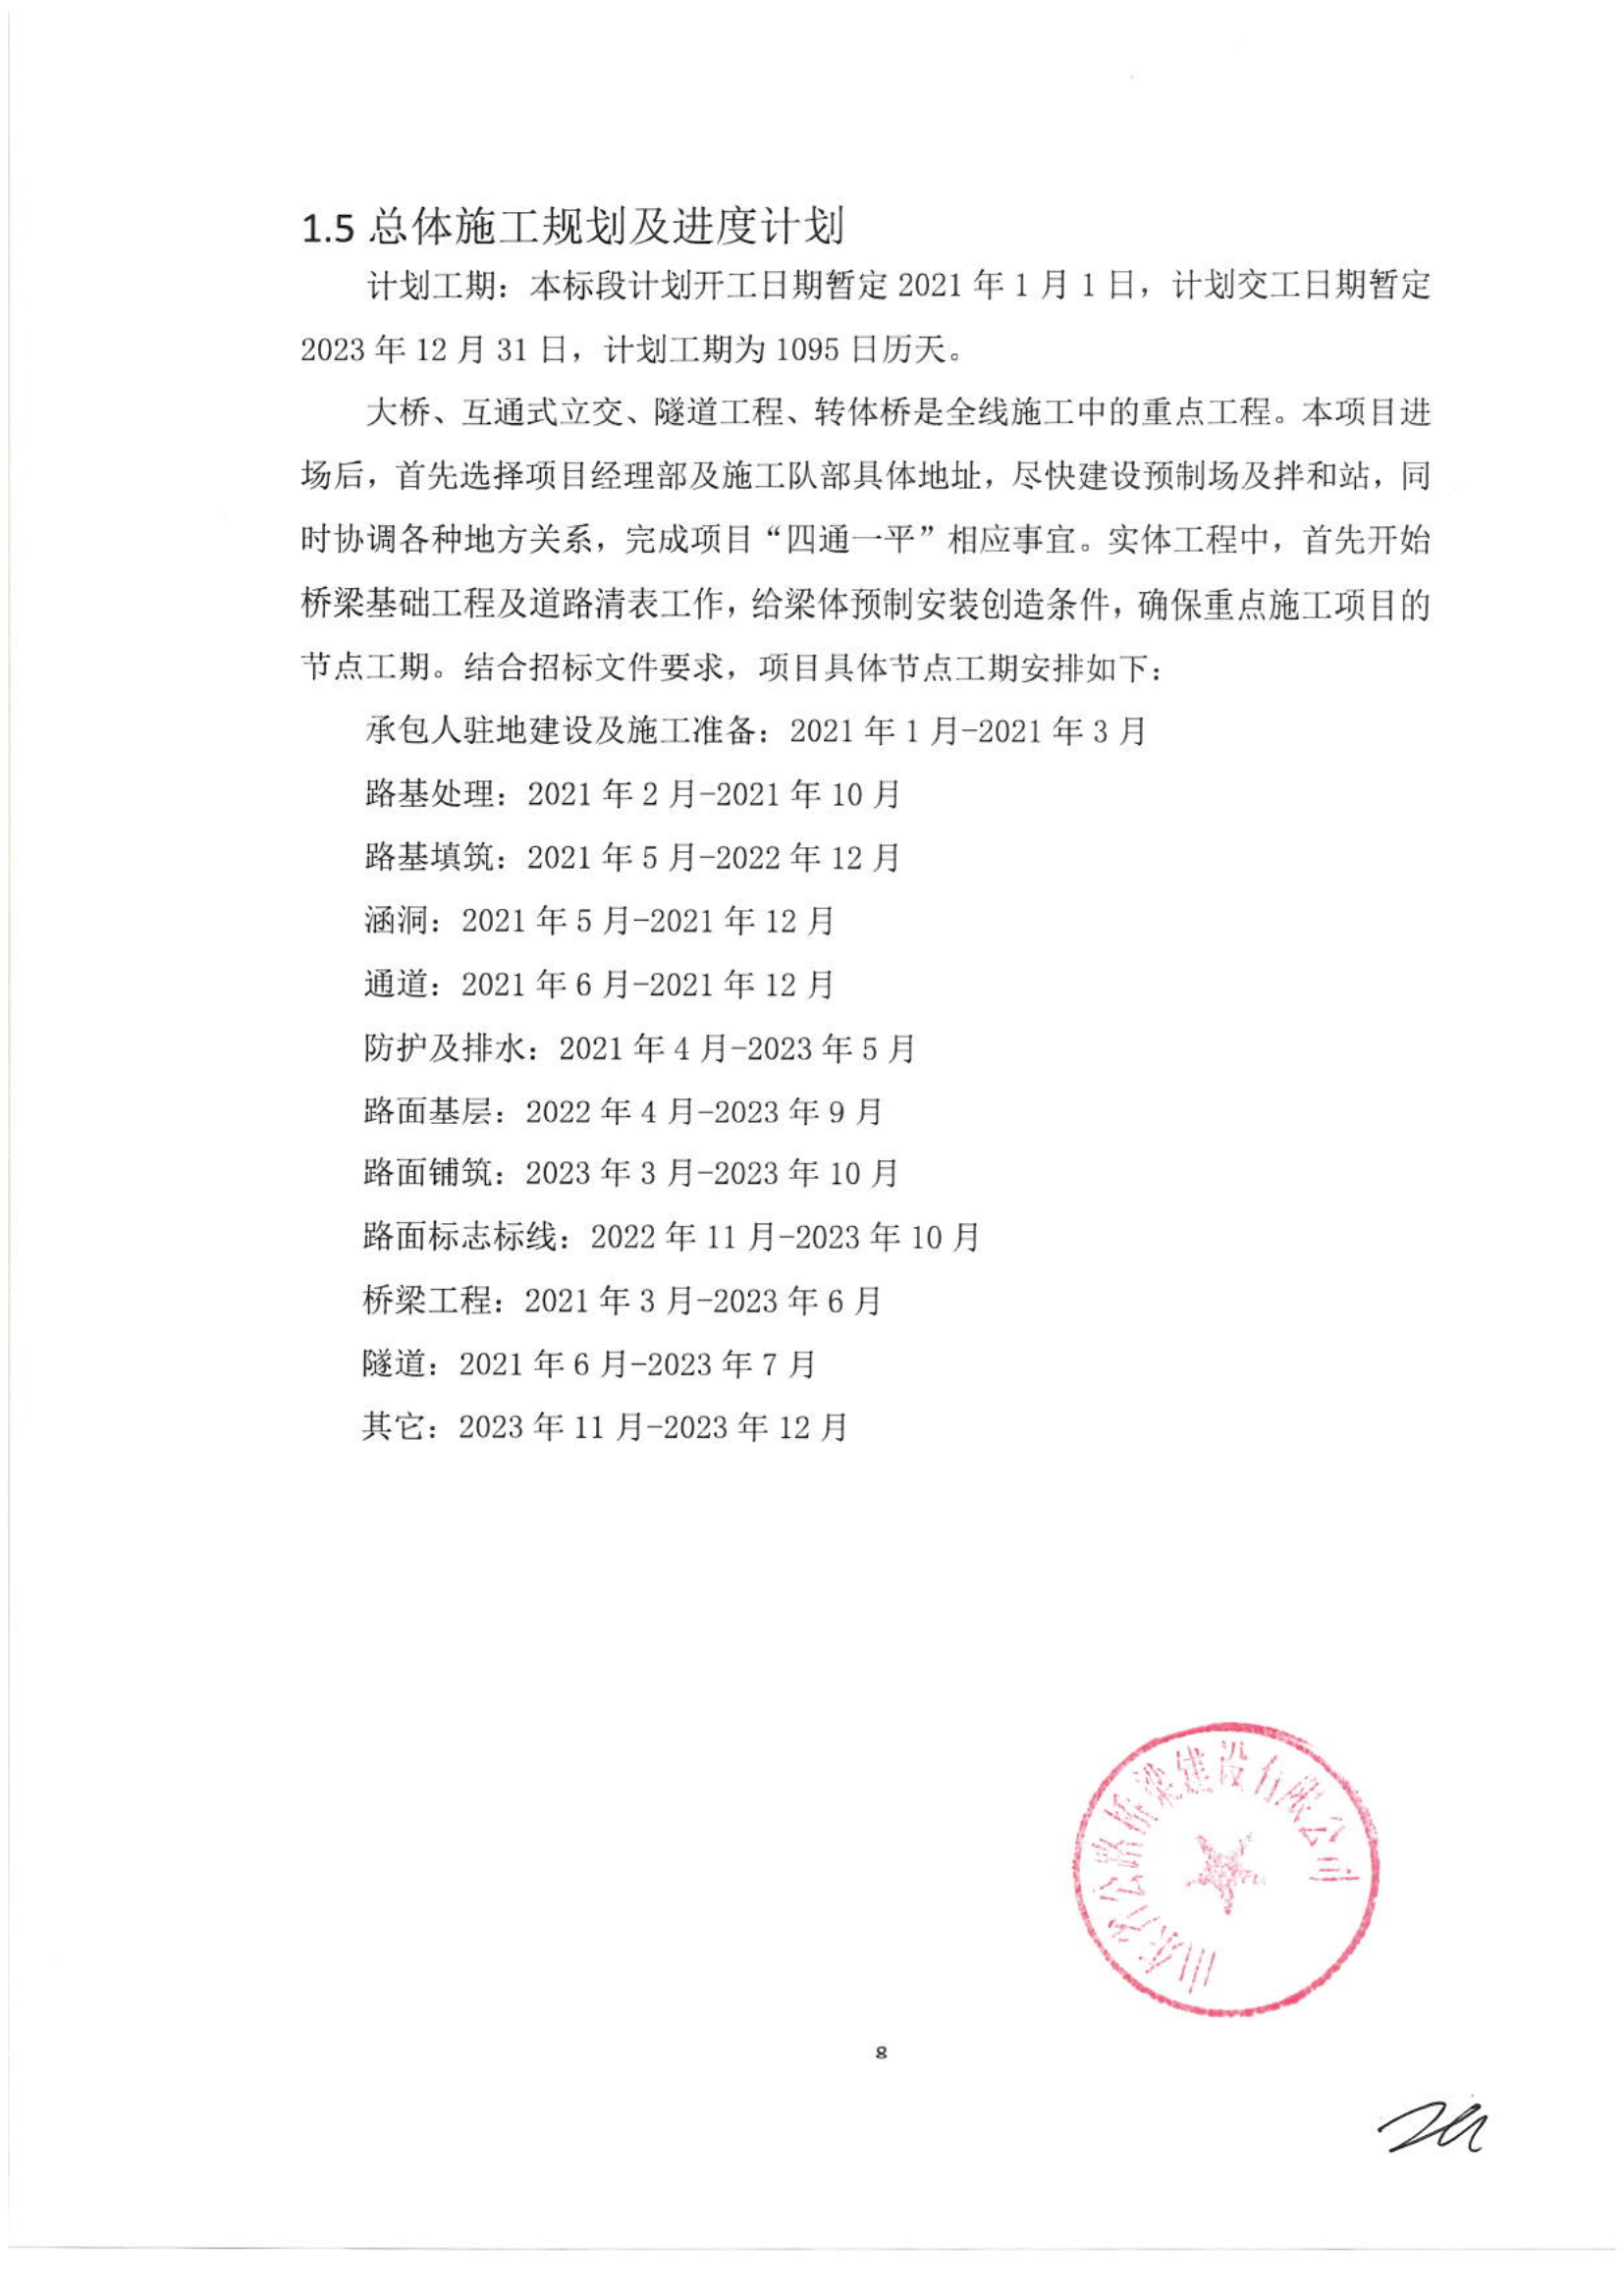 1.5 总体施工规划及进度计划
计划工期：本标段计划开工日期暂定 2021 年 1 月 1 日，计划交工日期暂定
2023 年 12 月 31 日，计划工期为 1095 日历天。
大桥、互通式立交、隧道工程、转体桥是全线施工中的重点工程。本项目进
场后，首先选择项目经理部及施工队部具体地址，尽快建设预制场及拌和站，同
时协调各种地方关系，完成项目“四通一平”相应事宜。实体工程中，首先开始
桥梁基础工程及道路清表工作，给梁体预制安装创造条件，确保重点施工项目的
节点工期。结合招标文件要求，项目具体节点工期安排如下：
承包人驻地建设及施工准备：2021 年 1 月-2021 年 3 月
路基处理：2021 年 2 月-2021 年 10 月
路基填筑：2021 年 5 月-2022 年 12 月
涵洞：2021 年 5 月-2021 年 12 月
通道：2021 年 6 月-2021 年 12 月
防护及排水：2021 年 4 月-2023 年 5 月
路面基层：2022 年 4 月-2023 年 9 月
路面铺筑：2023 年 3 月-2023 年 10 月
路面标志标线：2022 年 11 月-2023 年 10 月
桥梁工程：2021 年 3 月-2023 年 6 月
隧道：2021 年 6 月-2023 年 7 月
其它：2023 年 11 月-2023 年 12 月
山东省公路桥梁建设有限公司
8